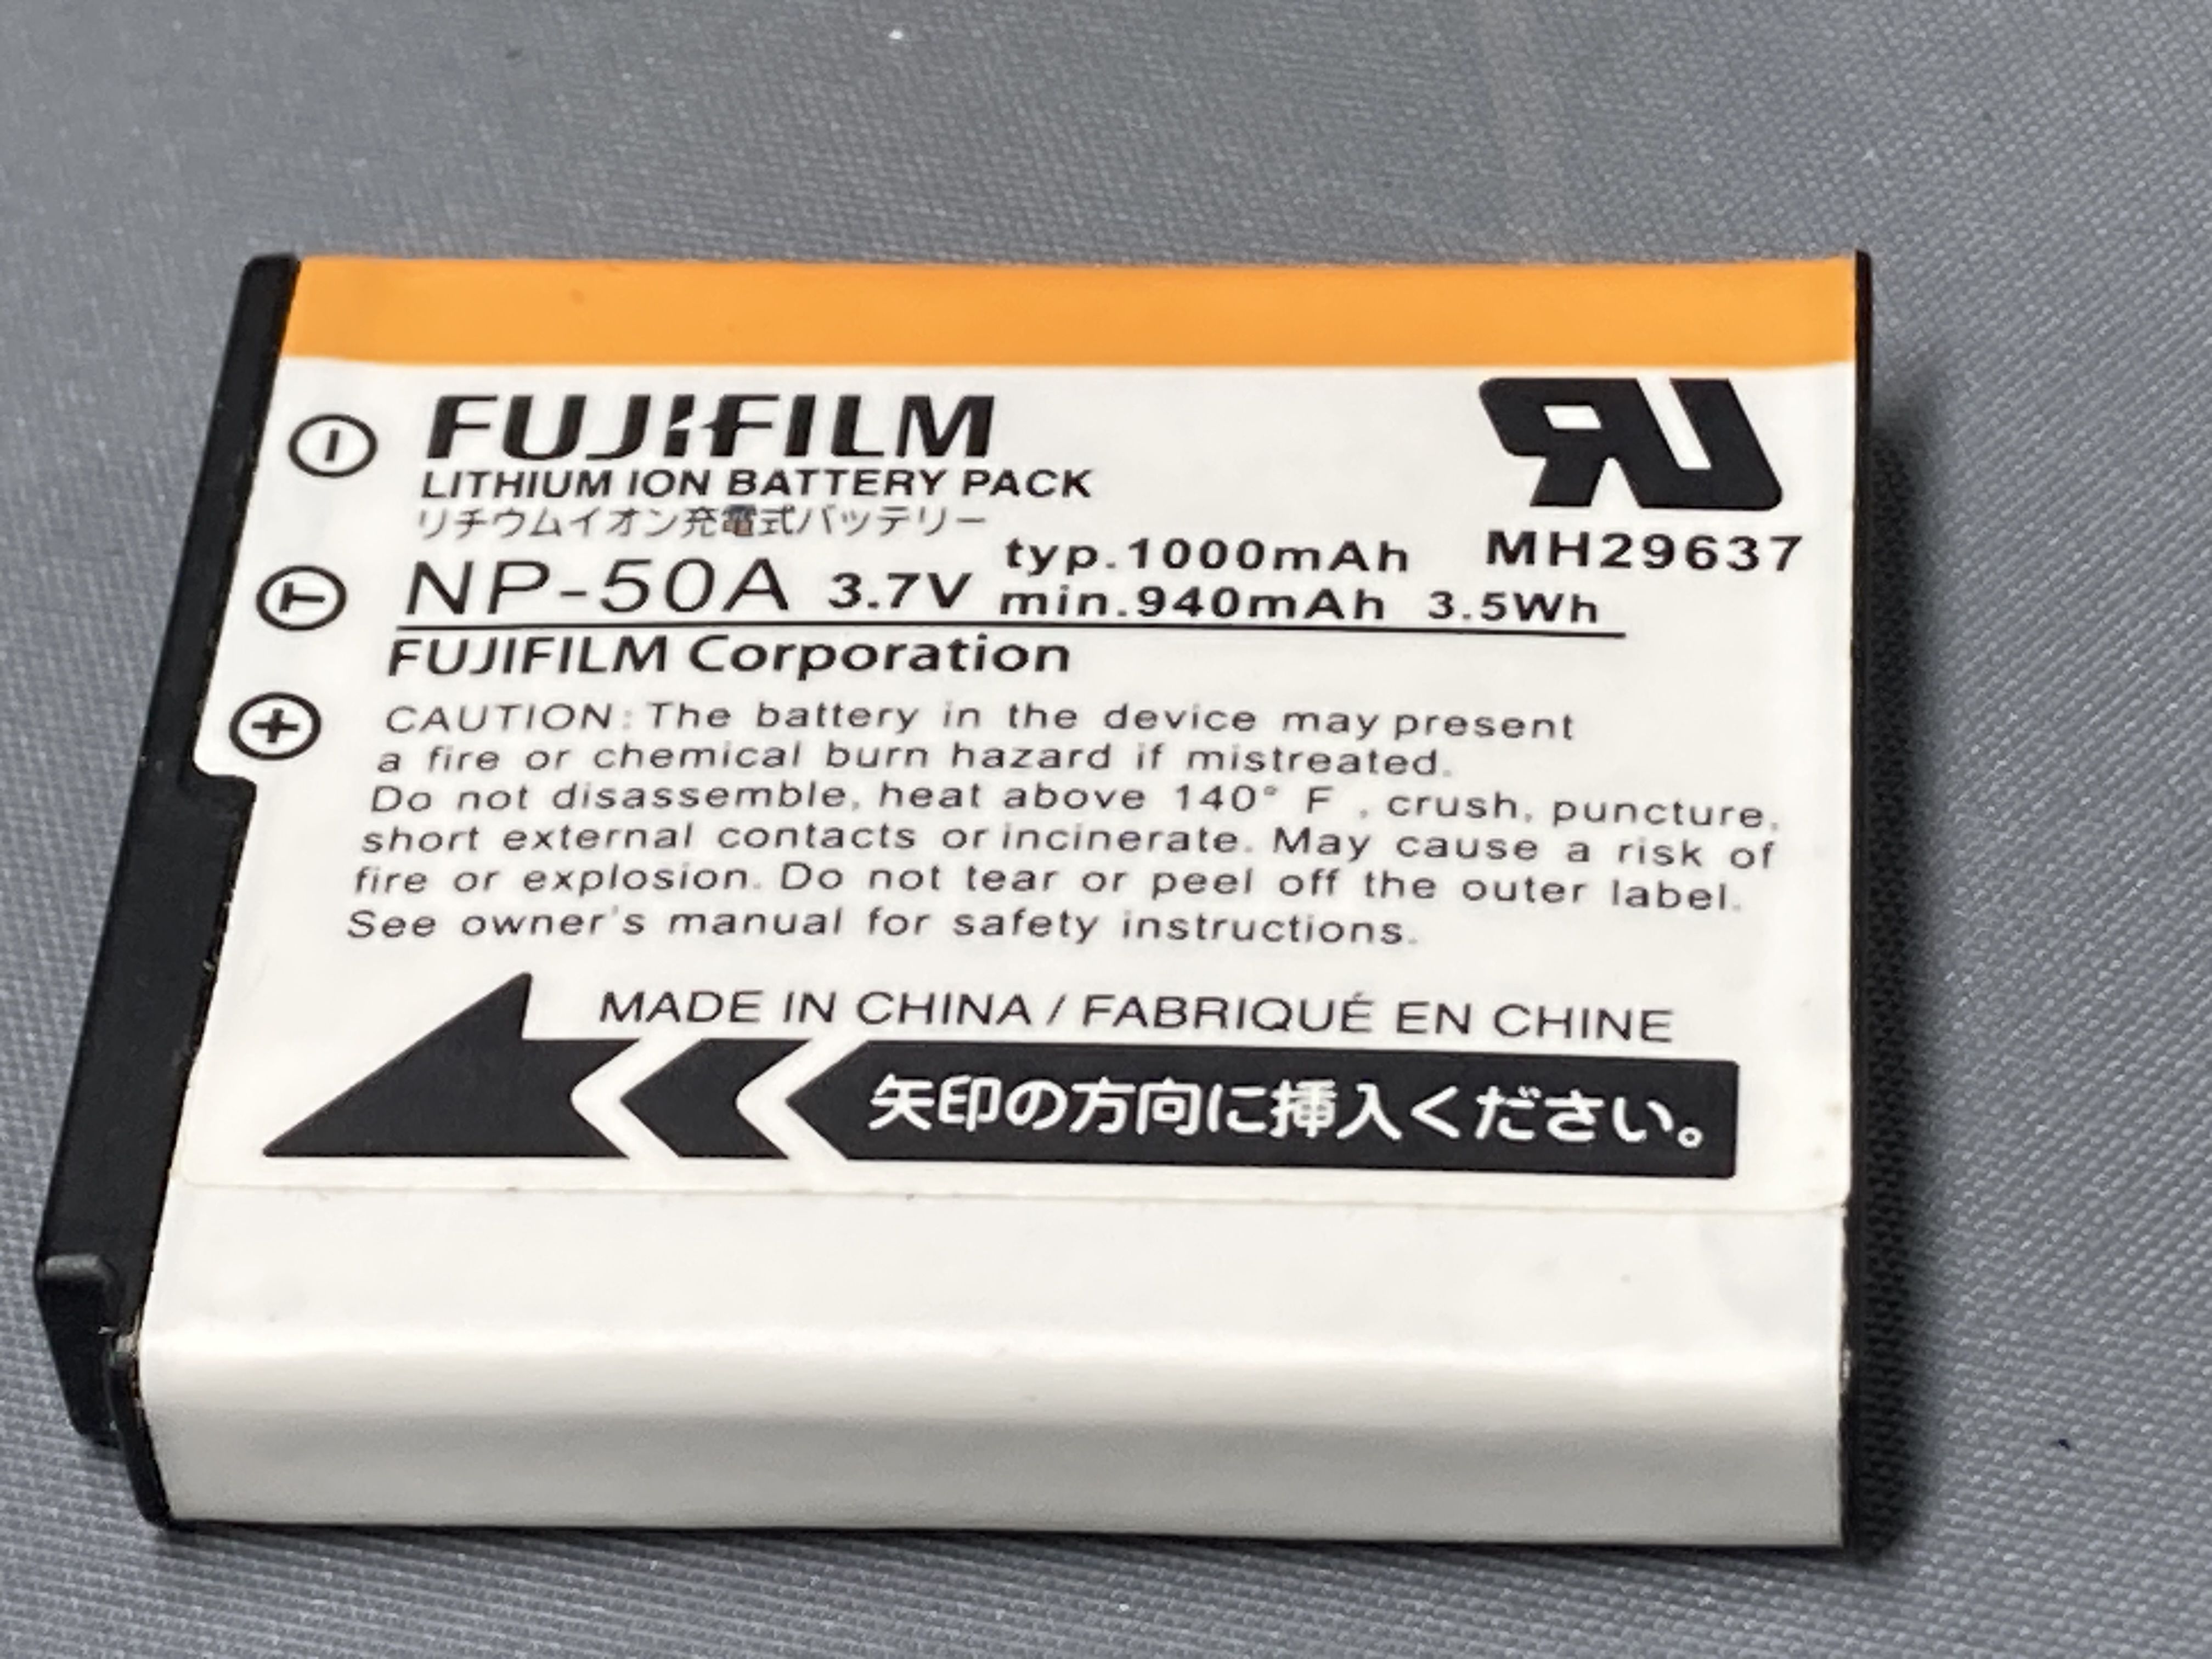 FUJIFILM
LITHIUM ION BATTERY PACK
リチウムイオン充電式バッテリー
NP-50A 3.7V typ.1000mAh
min.940mAh 3.5Wh
MH29637
FUJIFILM Corporation
CAUTION: The battery in the device may present
a fire or chemical burn hazard if mistreated.
Do not disassemble, heat above 140° F , crush, puncture,
short external contacts or incinerate. May cause a risk of
fire or explosion. Do not tear or peel off the outer label.
See owner's manual for safety instructions.
MADE IN CHINA / FABRIQUÉ EN CHINE
矢印の方向に挿入ください。